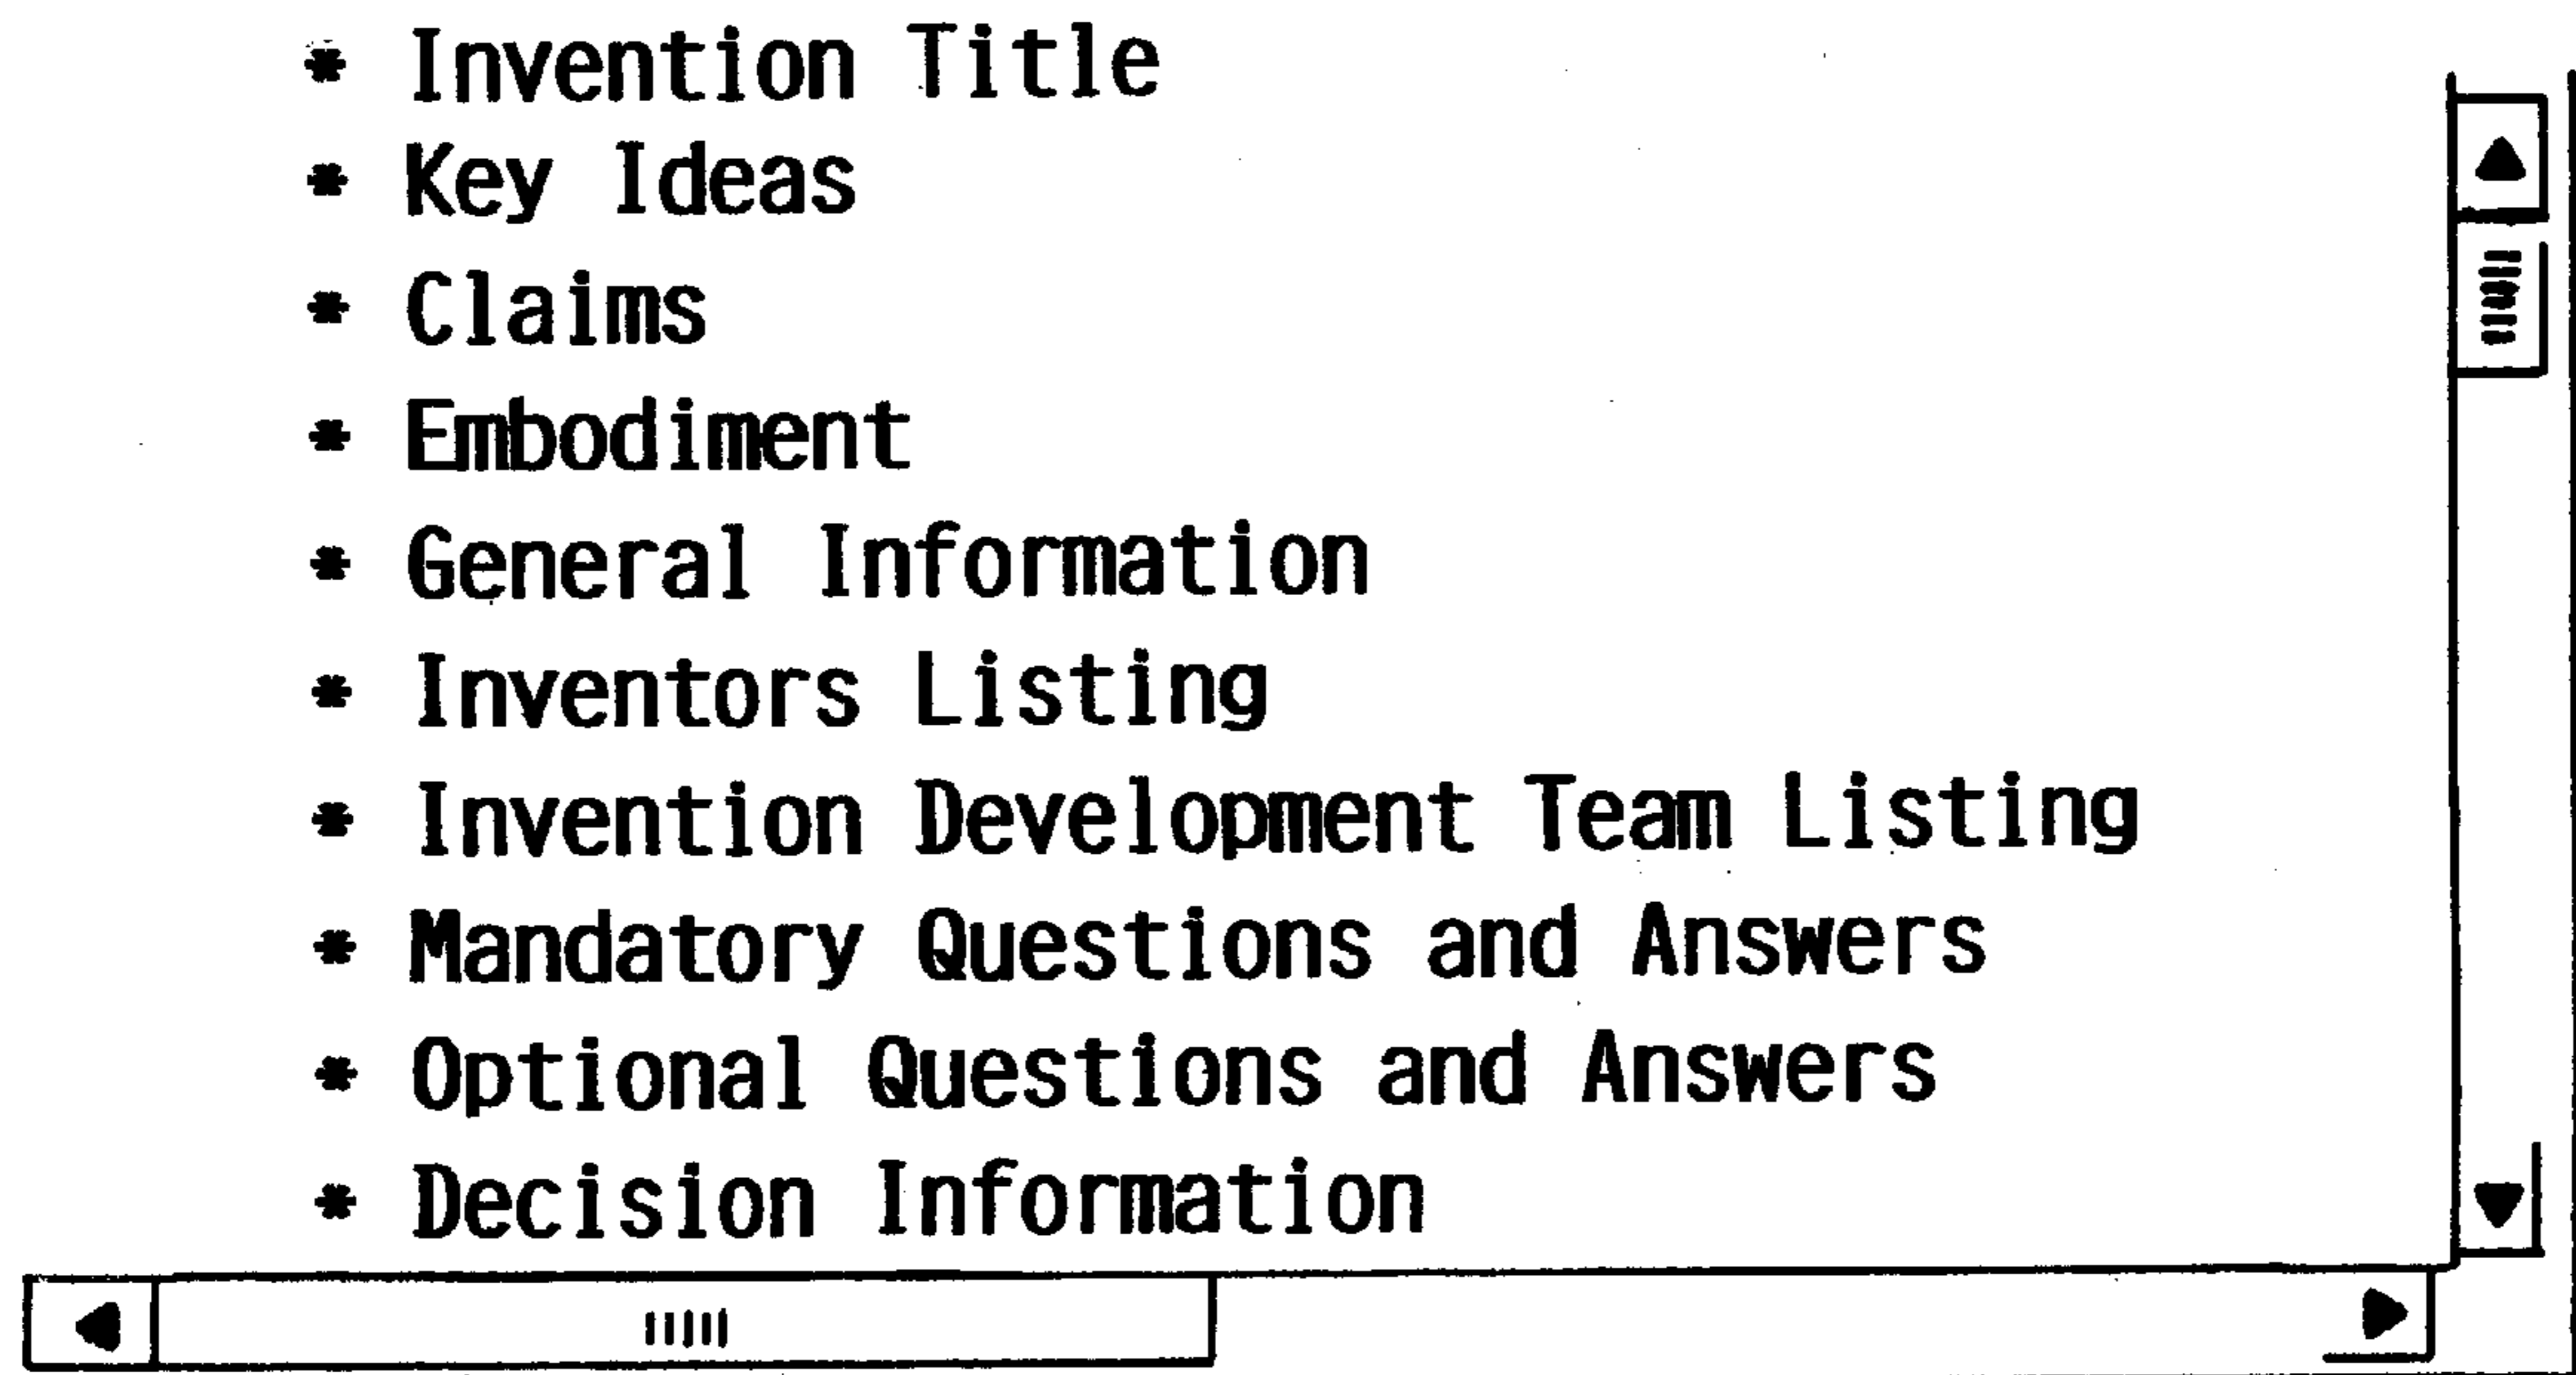 * Invention Title
* Key Ideas
* Claims
* Embodiment
* General Information
* Inventors Listing
* Invention Development Team Listing
* Mandatory Questions and Answers
* Optional Questions and Answers
* Decision Information